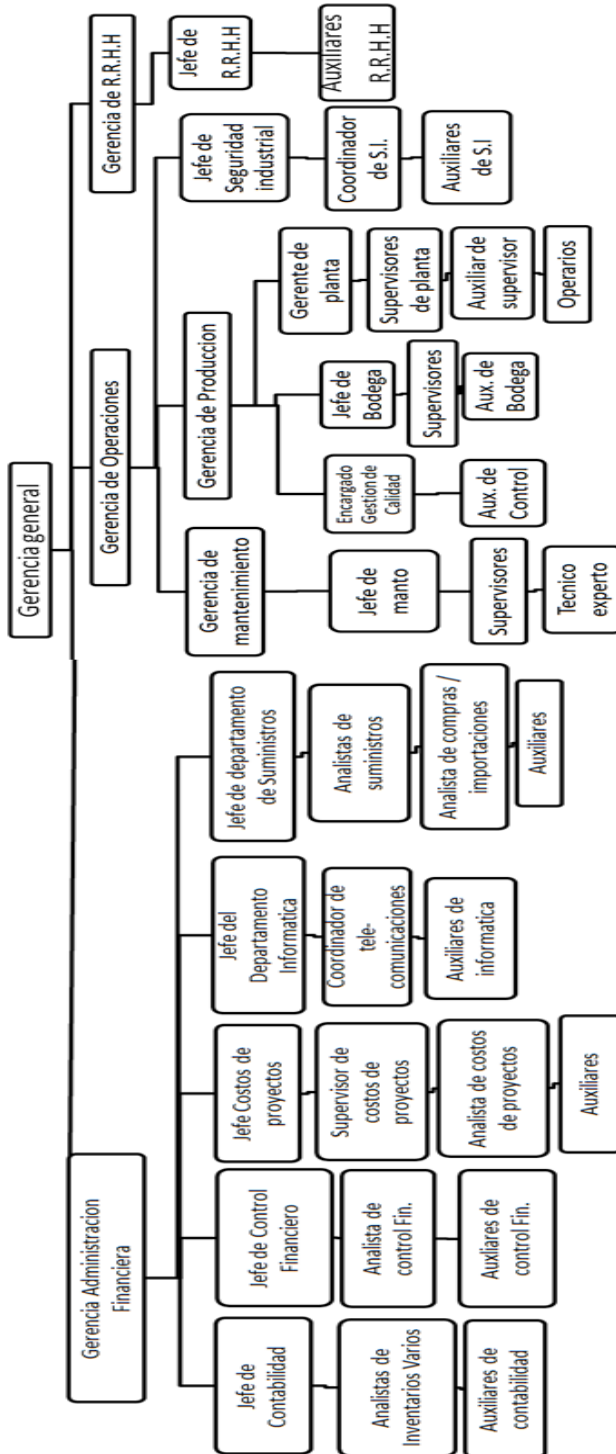 Gerencia general
Gerencia Administracion
Financiera
Gerencia de Operaciones
Gerencia de R.R.H.H
Jefe de
Contabilidad
Analistas de
Inventarios Varios
Auxiliares de
contabilidad
Jefe de Control
Financiero
Analista de
control Fin.
Auxliares de
control Fin.
Jefe Costos de
proyectos
Supervisor de
costos de
proyectos
Analista de costos
de proyectos
Auxiliares
Jefe del
Departamento
Informatica
Coordinador de
tele-
comunicaciones
Auxiliares de
informatica
Jefe de departamento
de Suministros
Analistas de
suministros
Analista de compras /
importaciones
Auxiliares
Gerencia de
mantenimiento
Jefe de
manto
Supervisores
Tecnico
experto
Gerencia de Produccion
Encargado
Gestion de
Calidad
Aux. de
Control
Jefe de
Bodega
Supervisores
Aux. de
Bodega
Gerente de
planta
Supervisores
de planta
Auxiliar de
supervisor
Operarios
Jefe de
Seguridad
industrial
Coordinador
de S.I.
Auxiliares
de S.I
Jefe de
R.R.H.H
Auxiliares
R.R.H.H